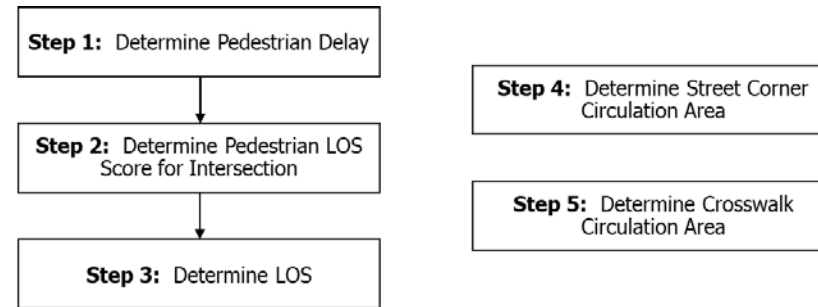 Step 1: Determine Pedestrian Delay
Step 2: Determine Pedestrian LOS
Score for Intersection
Step 3: Determine LOS
Step 4: Determine Street Corner
Circulation Area
Step 5: Determine Crosswalk
Circulation Area